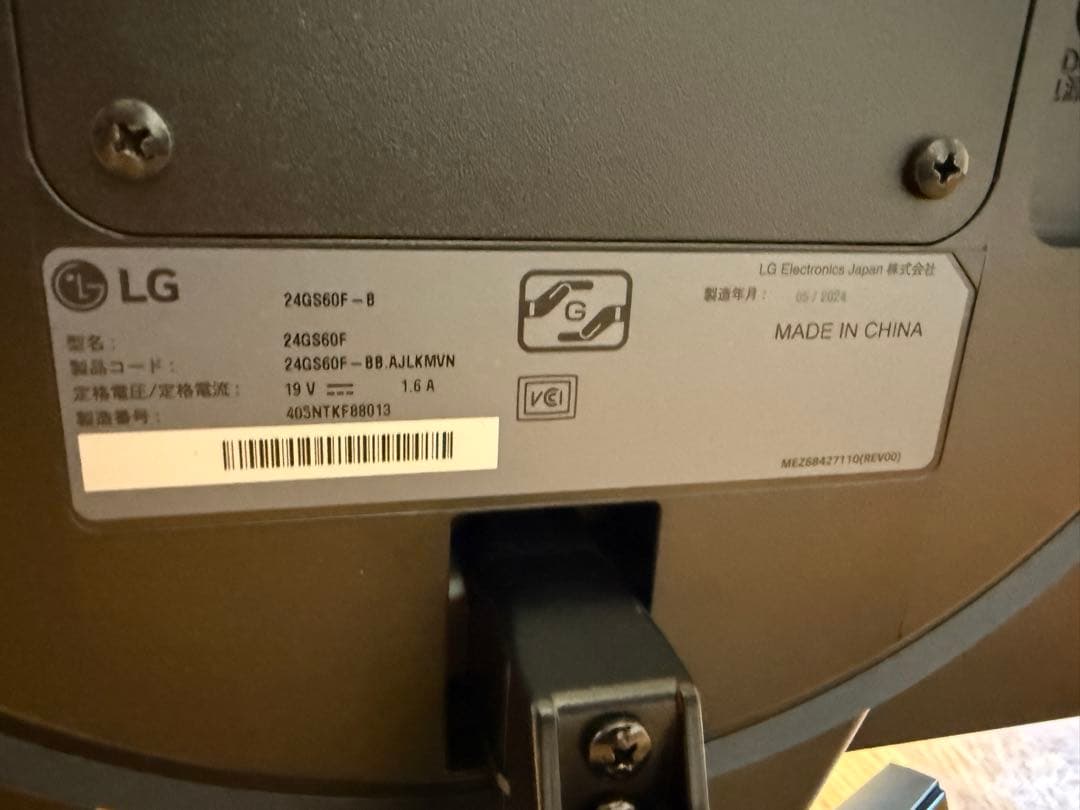 LG
24GS60F-B
型名: 24GS60F
製品コード: 24GS60F-BB.AJLKMVN
定格電圧/定格電流: 19 V 1.6 A
製造番号: 405NTKF88013
G
VCCI
LG Electronics Japan 株式会社
製造年月: 05/2024
MADE IN CHINA
MEZ68427110(REV00)